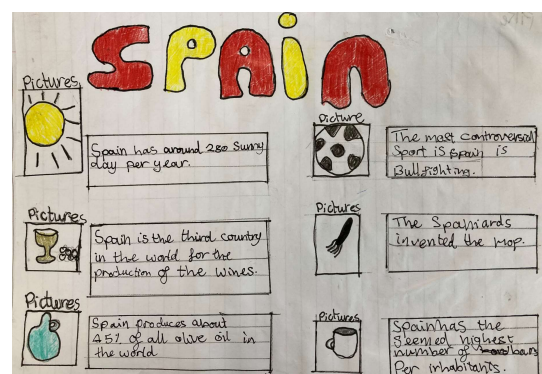 SPAiN
Pictures
Spain has around 280 Sunny
day per year.
Picture
The most controversial
Sport is spain is
Bullfighting.
Pictures
Spain is the third country
in the world for the
production of the wines.
Pictures
The Spaniards
invented the mop.
Pictures
Spain produces about
45% of all olive oil in
the world
Pictures
Spain has the
highest
number of bars
Per inhabitants.